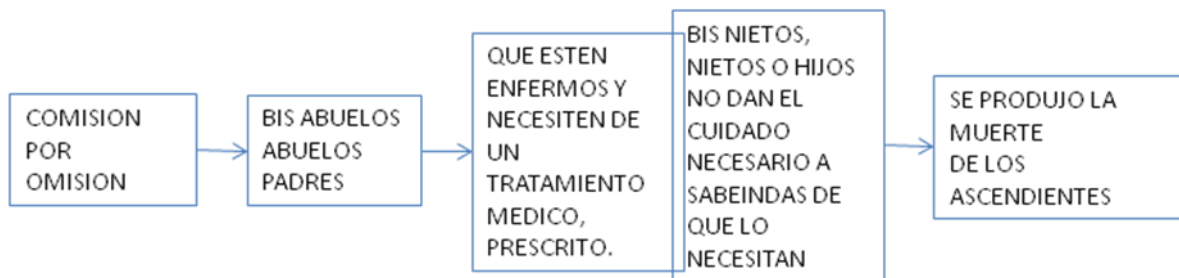 COMISION
POR
OMISION
BIS ABUELOS
ABUELOS
PADRES
QUE ESTEN
ENFERMOS Y
NECESITEN DE
UN
TRATAMIENTO
MEDICO,
PRESCRITO.
BIS NIETOS,
NIETOS O HIJOS
NO DAN EL
CUIDADO
NECESARIO A
SABEINDAS DE
QUE LO
NECESITAN
SE PRODUJO LA
MUERTE
DE LOS
ASCENDIENTES